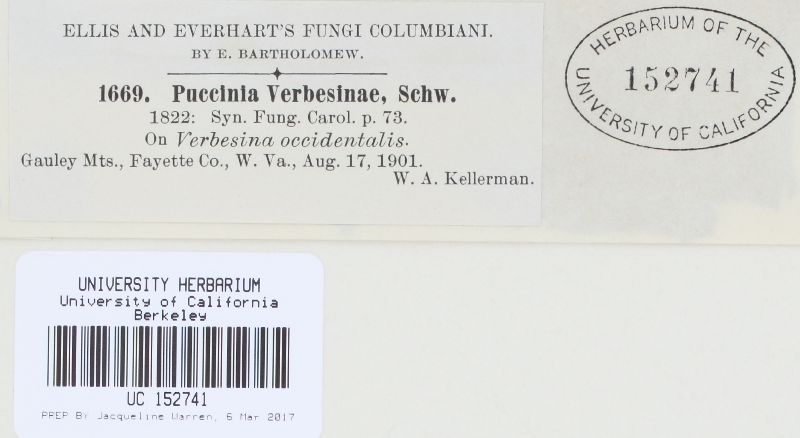 ELLIS AND EVERHART'S FUNGI COLUMBIANI.
BY E. BARTHOLOMEW.
1669. Puccinia Verbesinae, Schw.
1822: Syn. Fung. Carol. p. 73.
On Verbesina occidentalis.
Gauley Mts., Fayette Co., W. Va., Aug. 17, 1901.
W. A. Kellerman.
HERBARIUM OF THE
152741
UNIVERSITY OF CALIFORNIA
UNIVERSITY HERBARIUM
University of California
Berkeley
UC 152741
PREP By Jacqueline Warren, 6 Mar 2017